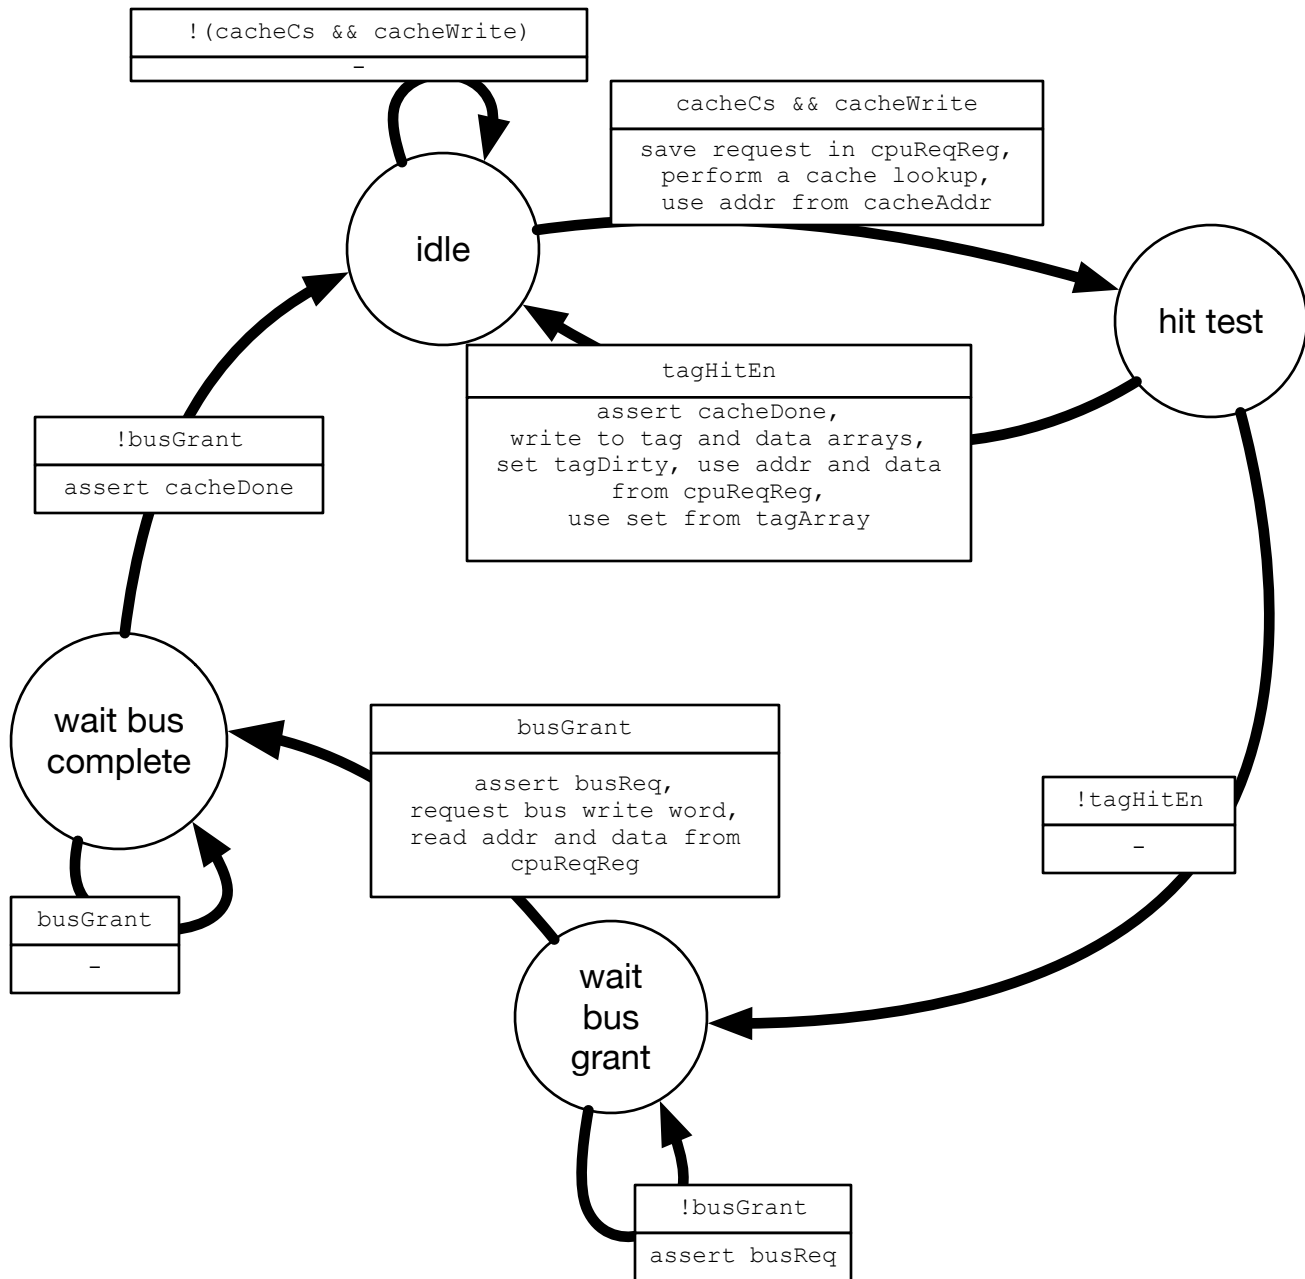 !(cacheCs && cacheWrite)
–
cacheCs && cacheWrite
save request in cpuReqReg,
perform a cache lookup,
use addr from cacheAddr
idle
hit test
tagHitEn
assert cacheDone,
write to tag and data arrays,
set tagDirty, use addr and data
from cpuReqReg,
use set from tagArray
!busGrant
assert cacheDone
wait bus
complete
busGrant
assert busReq,
request bus write word,
read addr and data from
cpuReqReg
!tagHitEn
–
busGrant
–
wait
bus
grant
!busGrant
assert busReq